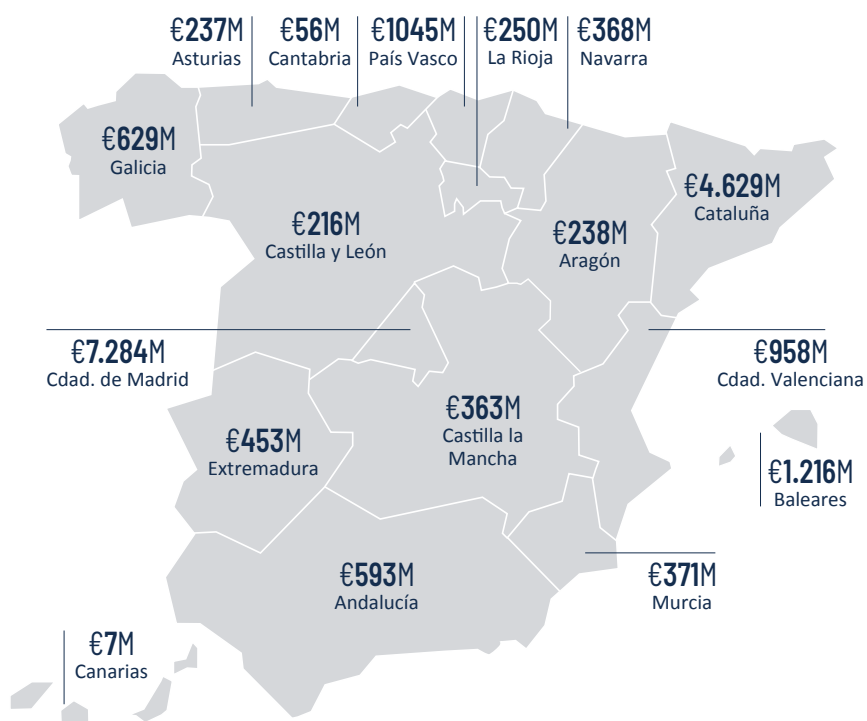 €237M
Asturias
€56M
Cantabria
€1045M
País Vasco
€250M
La Rioja
€368M
Navarra
€629M
Galicia
€4.629M
Cataluña
€216M
Castilla y León
€238M
Aragón
€7.284M
Cdad. de Madrid
€958M
Cdad. Valenciana
€363M
Castilla la
Mancha
€453M
Extremadura
€1.216M
Baleares
€593M
Andalucía
€371M
Murcia
€7M
Canarias